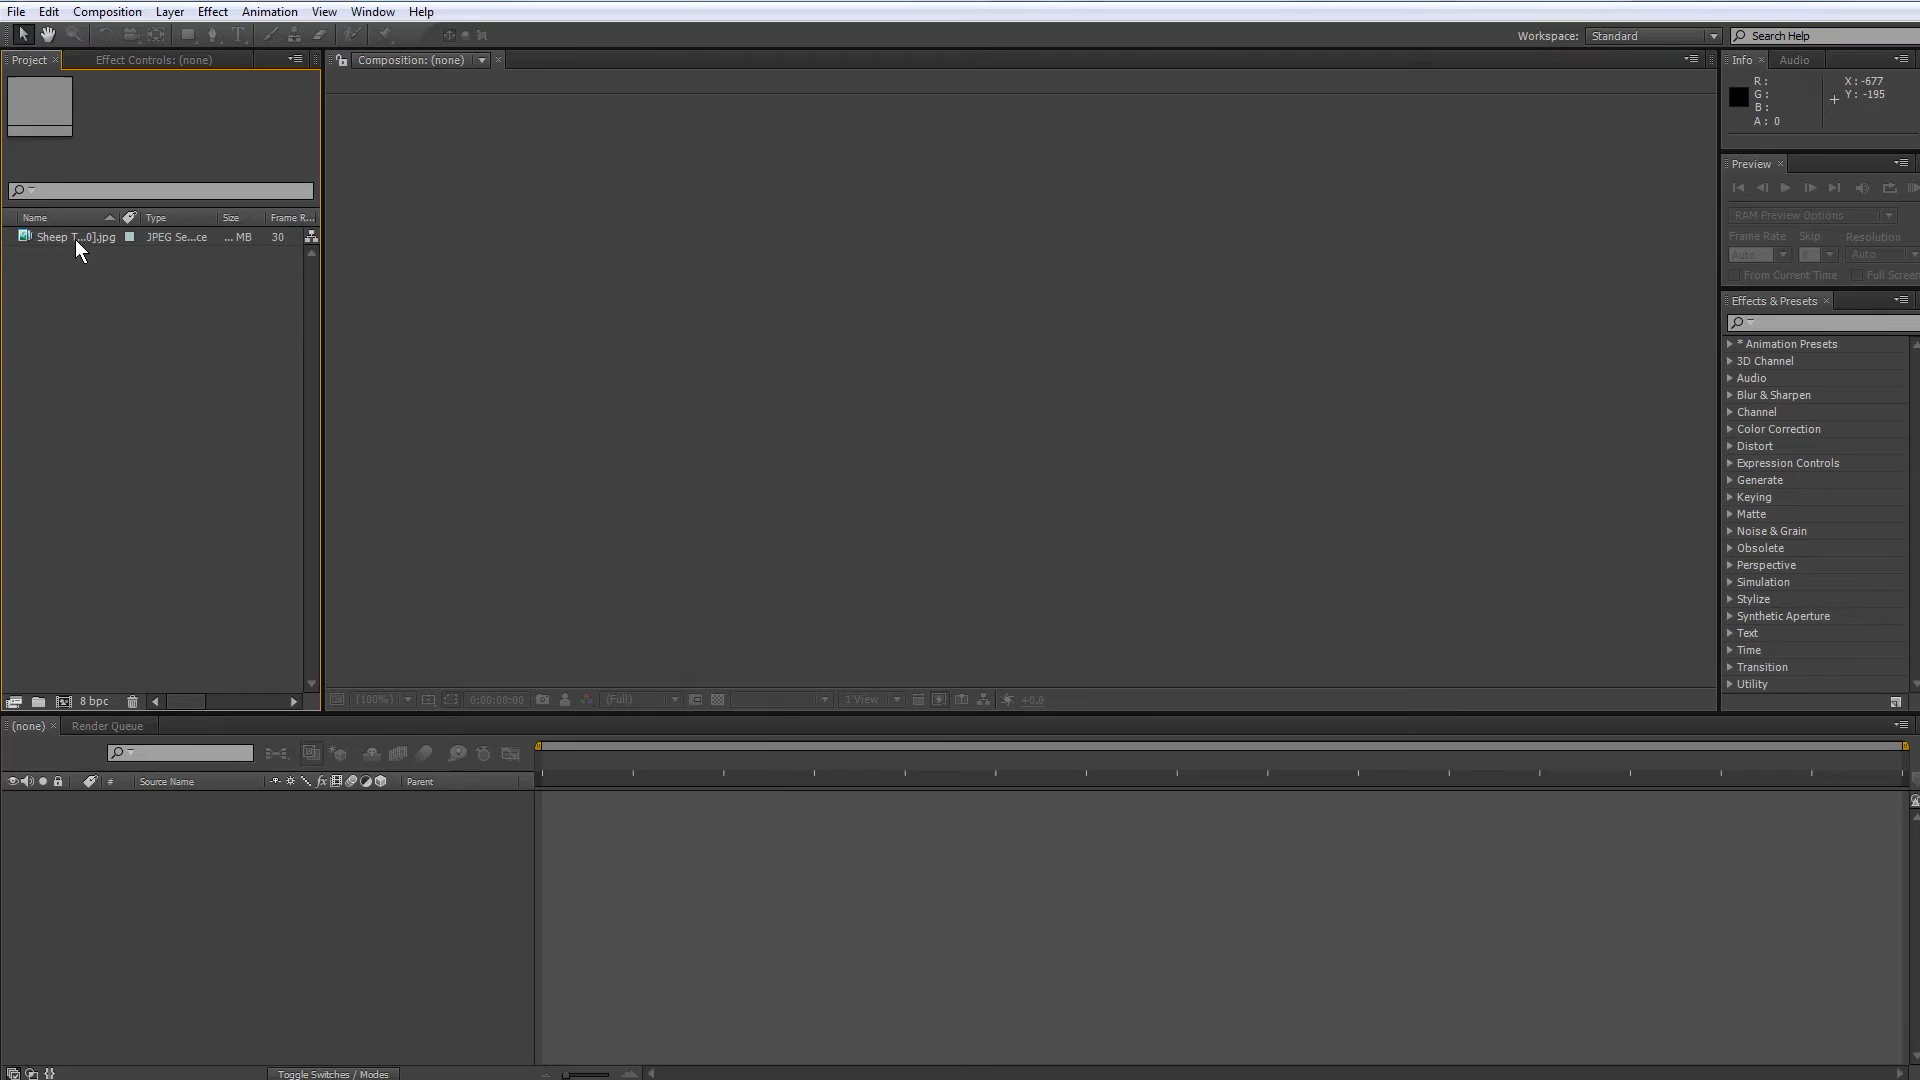 File Edit Composition Layer Effect Animation View Window Help
Workspace: Standard Search Help
Project Effect Controls: (none)
Composition: (none)
Info Audio
R:
G:
B:
A: 0
X: -677
Y: -195
Preview
RAM Preview Options
Frame Rate Skip Resolution
Auto 0 Auto
From Current Time Full Screen
Name Type Size Frame R...
Sheep T...0].jpg JPEG Se...ce ... MB 30
Effects & Presets
* Animation Presets
3D Channel
Audio
Blur & Sharpen
Channel
Color Correction
Distort
Expression Controls
Generate
Keying
Matte
Noise & Grain
Obsolete
Perspective
Simulation
Stylize
Synthetic Aperture
Text
Time
Transition
Utility
8 bpc
(100%) 0:00:00:00 (Full) 1 View +0.0
(none) Render Queue
# Source Name fx Parent
Toggle Switches / Modes